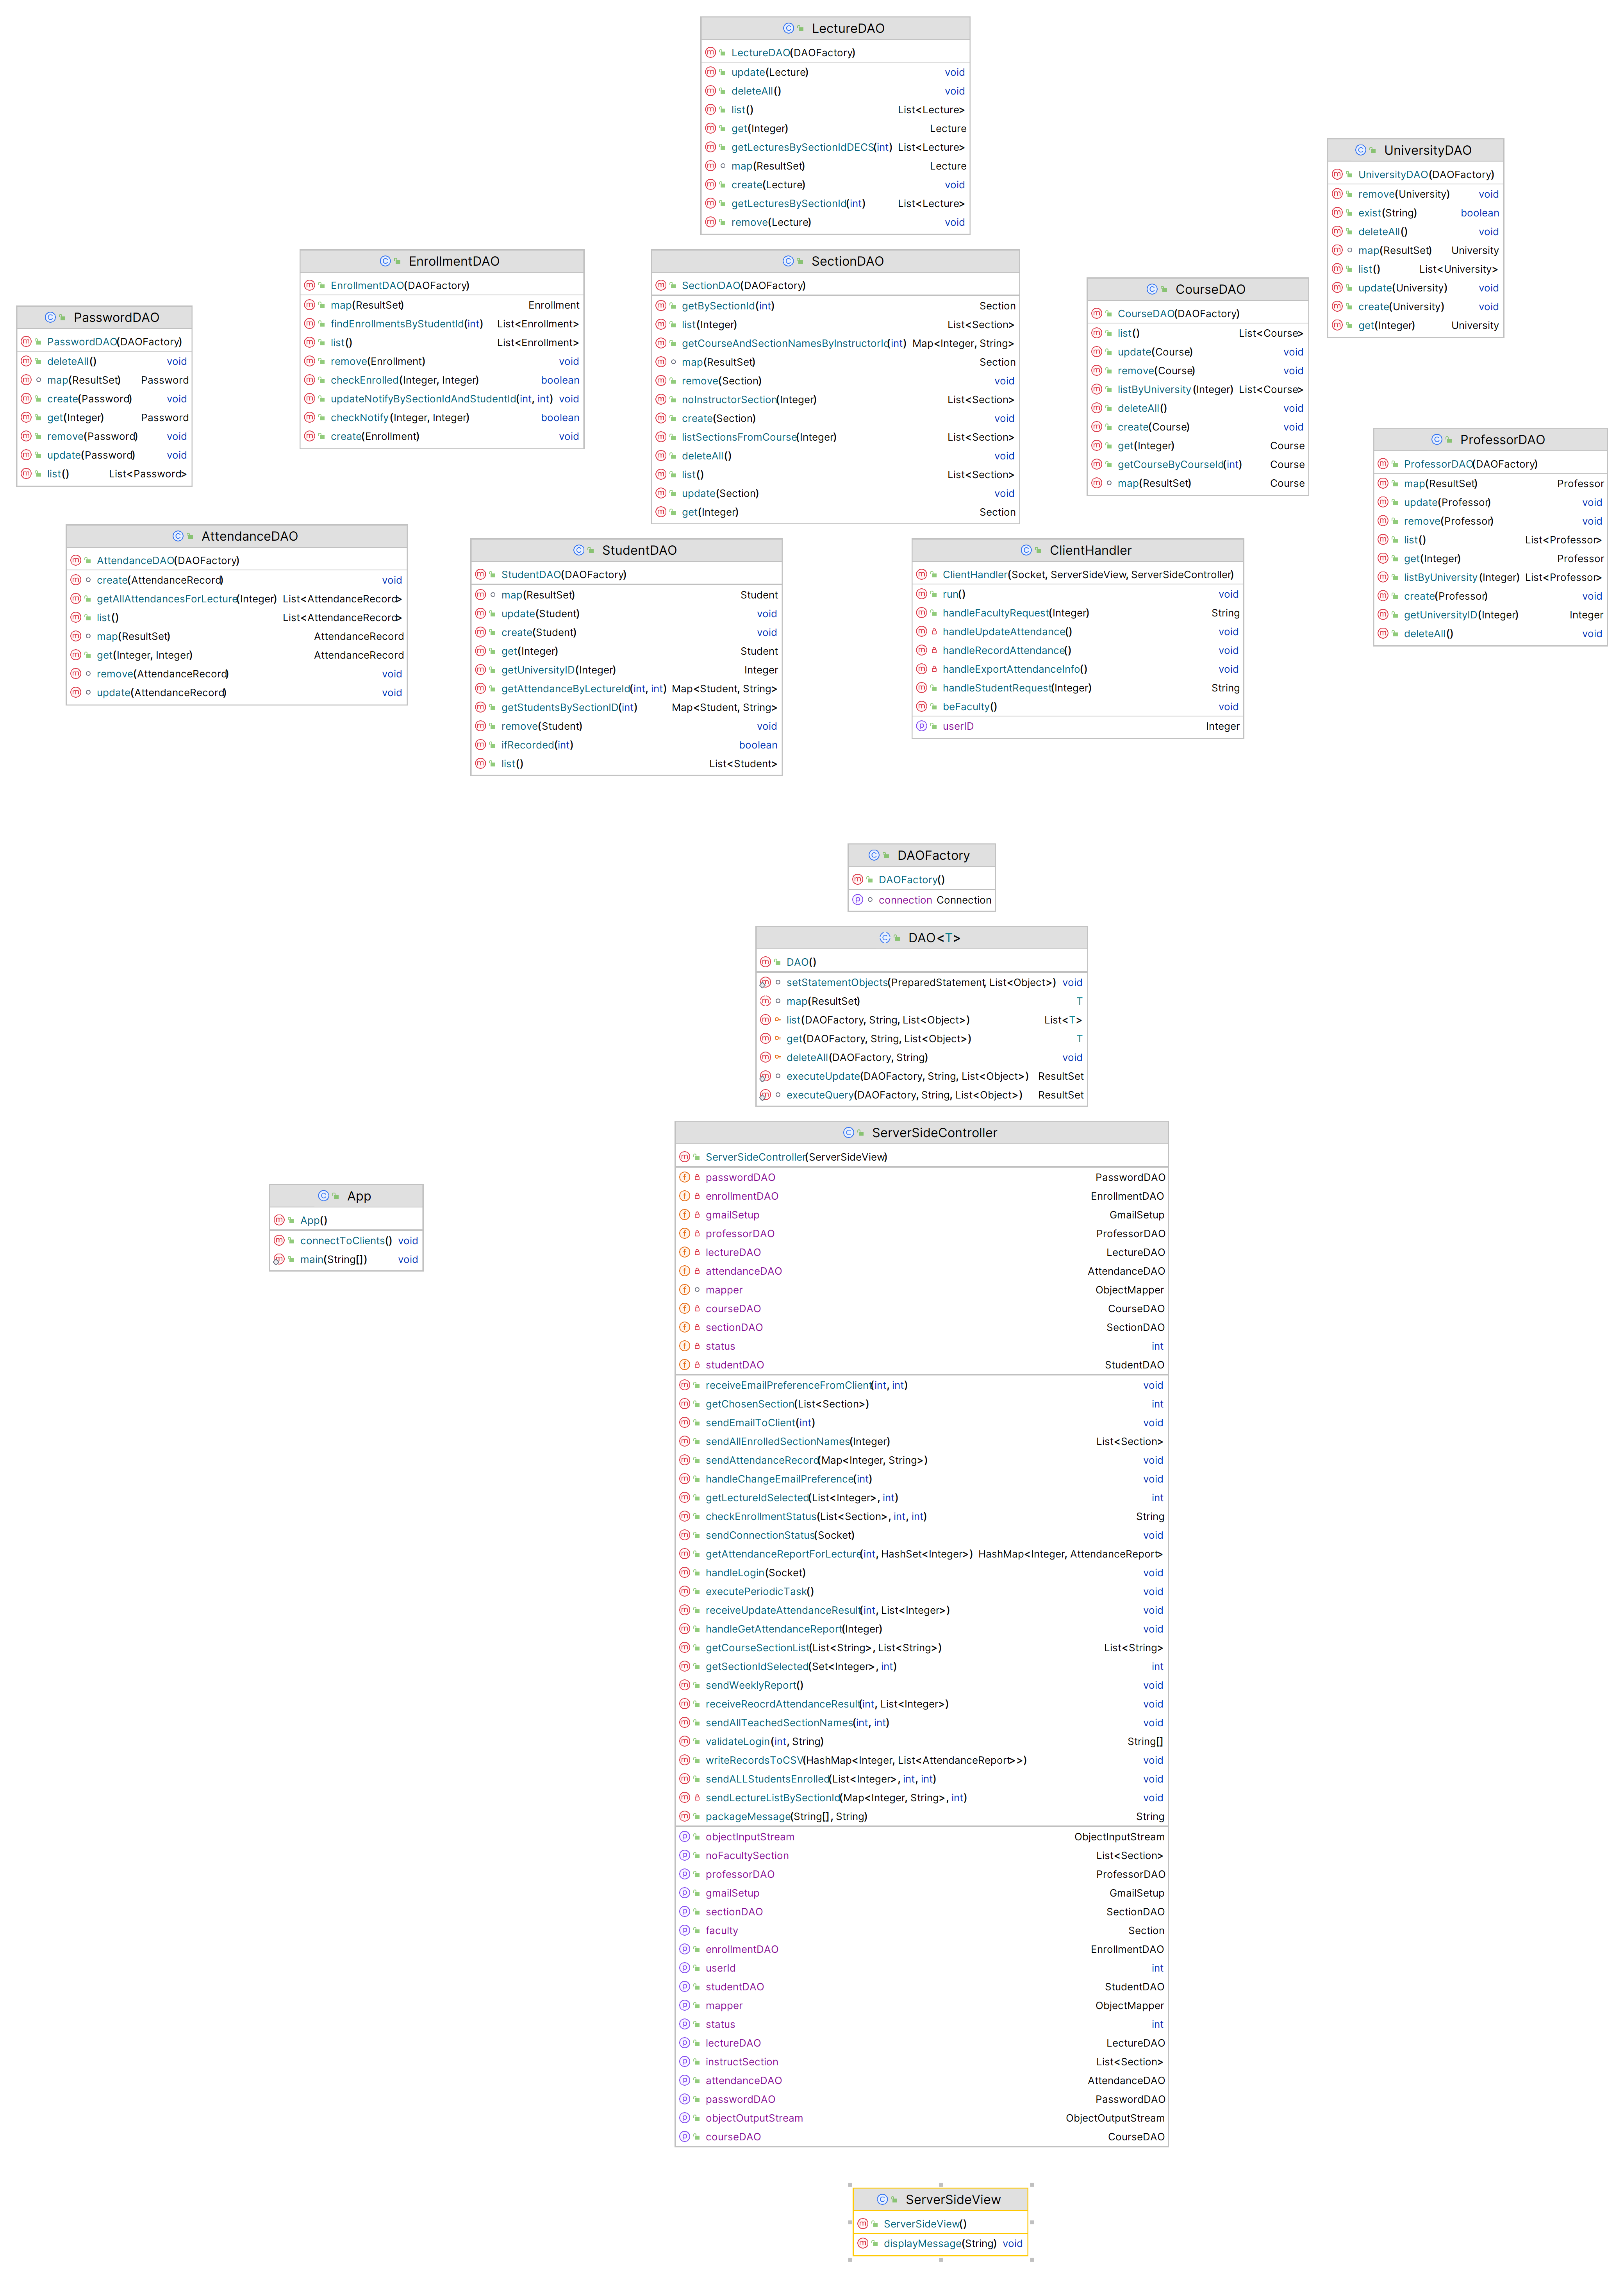 LectureDAO
LectureDAO(DAOFactory)
update(Lecture) void
deleteAll() void
list() List<Lecture>
get(Integer) Lecture
getLecturesBySectionIdDECS(int) List<Lecture>
map(ResultSet) Lecture
create(Lecture) void
getLecturesBySectionId(int) List<Lecture>
remove(Lecture) void
UniversityDAO
UniversityDAO(DAOFactory)
remove(University) void
exist(String) boolean
deleteAll() void
map(ResultSet) University
list() List<University>
update(University) void
create(University) void
get(Integer) University
EnrollmentDAO
EnrollmentDAO(DAOFactory)
map(ResultSet) Enrollment
findEnrollmentsByStudentId(int) List<Enrollment>
list() List<Enrollment>
remove(Enrollment) void
checkEnrolled(Integer, Integer) boolean
updateNotifyBySectionIdAndStudentId(int, int) void
checkNotify(Integer, Integer) boolean
create(Enrollment) void
SectionDAO
SectionDAO(DAOFactory)
getBySectionId(int) Section
list(Integer) List<Section>
getCourseAndSectionNamesByInstructorId(int) Map<Integer, String>
map(ResultSet) Section
remove(Section) void
noInstructorSection(Integer) List<Section>
create(Section) void
listSectionsFromCourse(Integer) List<Section>
deleteAll() void
list() List<Section>
update(Section) void
get(Integer) Section
CourseDAO
CourseDAO(DAOFactory)
list() List<Course>
update(Course) void
remove(Course) void
listByUniversity(Integer) List<Course>
deleteAll() void
create(Course) void
get(Integer) Course
getCourseByCourseId(int) Course
map(ResultSet) Course
PasswordDAO
PasswordDAO(DAOFactory)
deleteAll() void
map(ResultSet) Password
create(Password) void
get(Integer) Password
remove(Password) void
update(Password) void
list() List<Password>
ProfessorDAO
ProfessorDAO(DAOFactory)
map(ResultSet) Professor
update(Professor) void
remove(Professor) void
list() List<Professor>
get(Integer) Professor
listByUniversity(Integer) List<Professor>
create(Professor) void
getUniversityID(Integer) Integer
deleteAll() void
AttendanceDAO
AttendanceDAO(DAOFactory)
create(AttendanceRecord) void
getAllAttendancesForLecture(Integer) List<AttendanceRecord>
list() List<AttendanceRecord>
map(ResultSet) AttendanceRecord
get(Integer, Integer) AttendanceRecord
remove(AttendanceRecord) void
update(AttendanceRecord) void
StudentDAO
StudentDAO(DAOFactory)
map(ResultSet) Student
update(Student) void
create(Student) void
get(Integer) Student
getUniversityID(Integer) Integer
getAttendanceByLectureId(int, int) Map<Student, String>
getStudentsBySectionID(int) Map<Student, String>
remove(Student) void
ifRecorded(int) boolean
list() List<Student>
ClientHandler
ClientHandler(Socket, ServerSideView, ServerSideController)
run() void
handleFacultyRequest(Integer) String
handleUpdateAttendance() void
handleRecordAttendance() void
handleExportAttendanceInfo() void
handleStudentRequest(Integer) String
beFaculty() void
userID Integer
DAOFactory
DAOFactory()
connection Connection
DAO<T>
DAO()
setStatementObjects(PreparedStatement, List<Object>) void
map(ResultSet) T
list(DAOFactory, String, List<Object>) List<T>
get(DAOFactory, String, List<Object>) T
deleteAll(DAOFactory, String) void
executeUpdate(DAOFactory, String, List<Object>) ResultSet
executeQuery(DAOFactory, String, List<Object>) ResultSet
App
App()
connectToClients() void
main(String[]) void
ServerSideController
ServerSideController(ServerSideView)
passwordDAO PasswordDAO
enrollmentDAO EnrollmentDAO
gmailSetup GmailSetup
professorDAO ProfessorDAO
lectureDAO LectureDAO
attendanceDAO AttendanceDAO
mapper ObjectMapper
courseDAO CourseDAO
sectionDAO SectionDAO
status int
studentDAO StudentDAO
receiveEmailPreferenceFromClient(int, int) void
getChosenSection(List<Section>) int
sendEmailToClient(int) void
sendAllEnrolledSectionNames(Integer) List<Section>
sendAttendanceRecord(Map<Integer, String>) void
handleChangeEmailPreference(int) void
getLectureIdSelected(List<Integer>, int) int
checkEnrollmentStatus(List<Section>, int, int) String
sendConnectionStatus(Socket) void
getAttendanceReportForLecture(int, HashSet<Integer>) HashMap<Integer, AttendanceReport>
handleLogin(Socket) void
executePeriodicTask() void
receiveUpdateAttendanceResult(int, List<Integer>) void
handleGetAttendanceReport(Integer) void
getCourseSectionList(List<String>, List<String>) List<String>
getSectionIdSelected(Set<Integer>, int) int
sendWeeklyReport() void
receiveReocrdAttendanceResult(int, List<Integer>) void
sendAllTeachedSectionNames(int, int) void
validateLogin(int, String) String[]
writeRecordsToCSV(HashMap<Integer, List<AttendanceReport>>) void
sendALLStudentsEnrolled(List<Integer>, int, int) void
sendLectureListBySectionId(Map<Integer, String>, int) void
packageMessage(String[], String) String
objectInputStream ObjectInputStream
noFacultySection List<Section>
professorDAO ProfessorDAO
gmailSetup GmailSetup
sectionDAO SectionDAO
faculty Section
enrollmentDAO EnrollmentDAO
userId int
studentDAO StudentDAO
mapper ObjectMapper
status int
lectureDAO LectureDAO
instructSection List<Section>
attendanceDAO AttendanceDAO
passwordDAO PasswordDAO
objectOutputStream ObjectOutputStream
courseDAO CourseDAO
ServerSideView
ServerSideView()
displayMessage(String) void